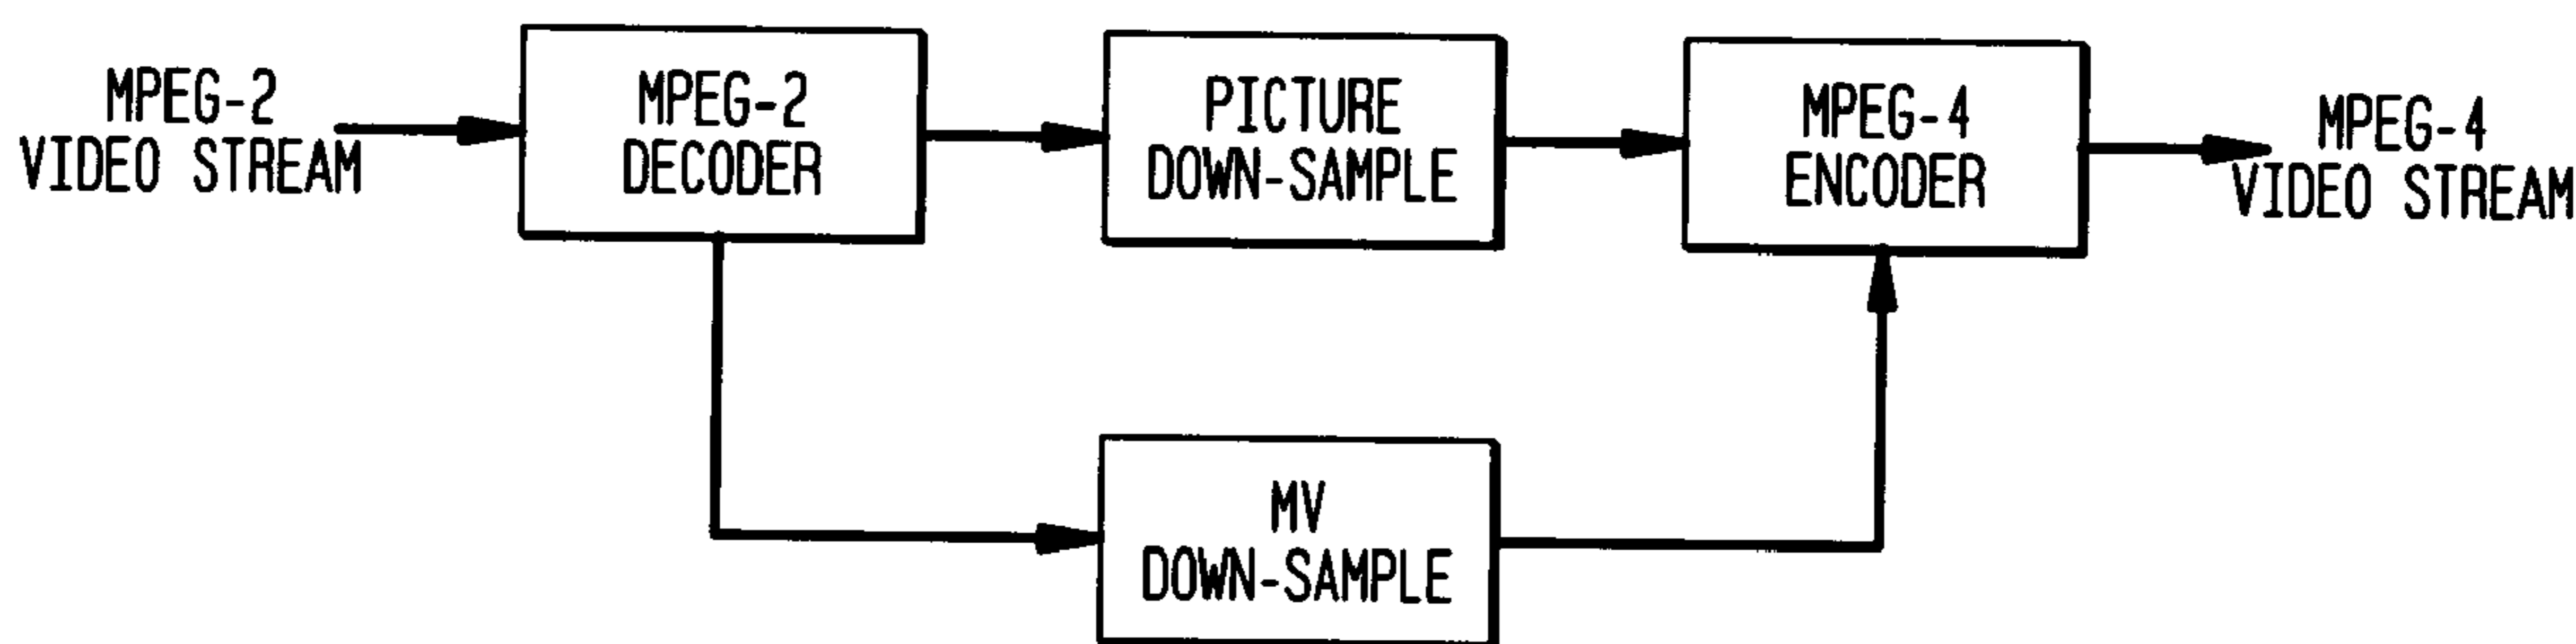 MPEG-2
VIDEO STREAM
MPEG-2
DECODER
PICTURE
DOWN-SAMPLE
MPEG-4
ENCODER
MPEG-4
VIDEO STREAM
MV
DOWN-SAMPLE